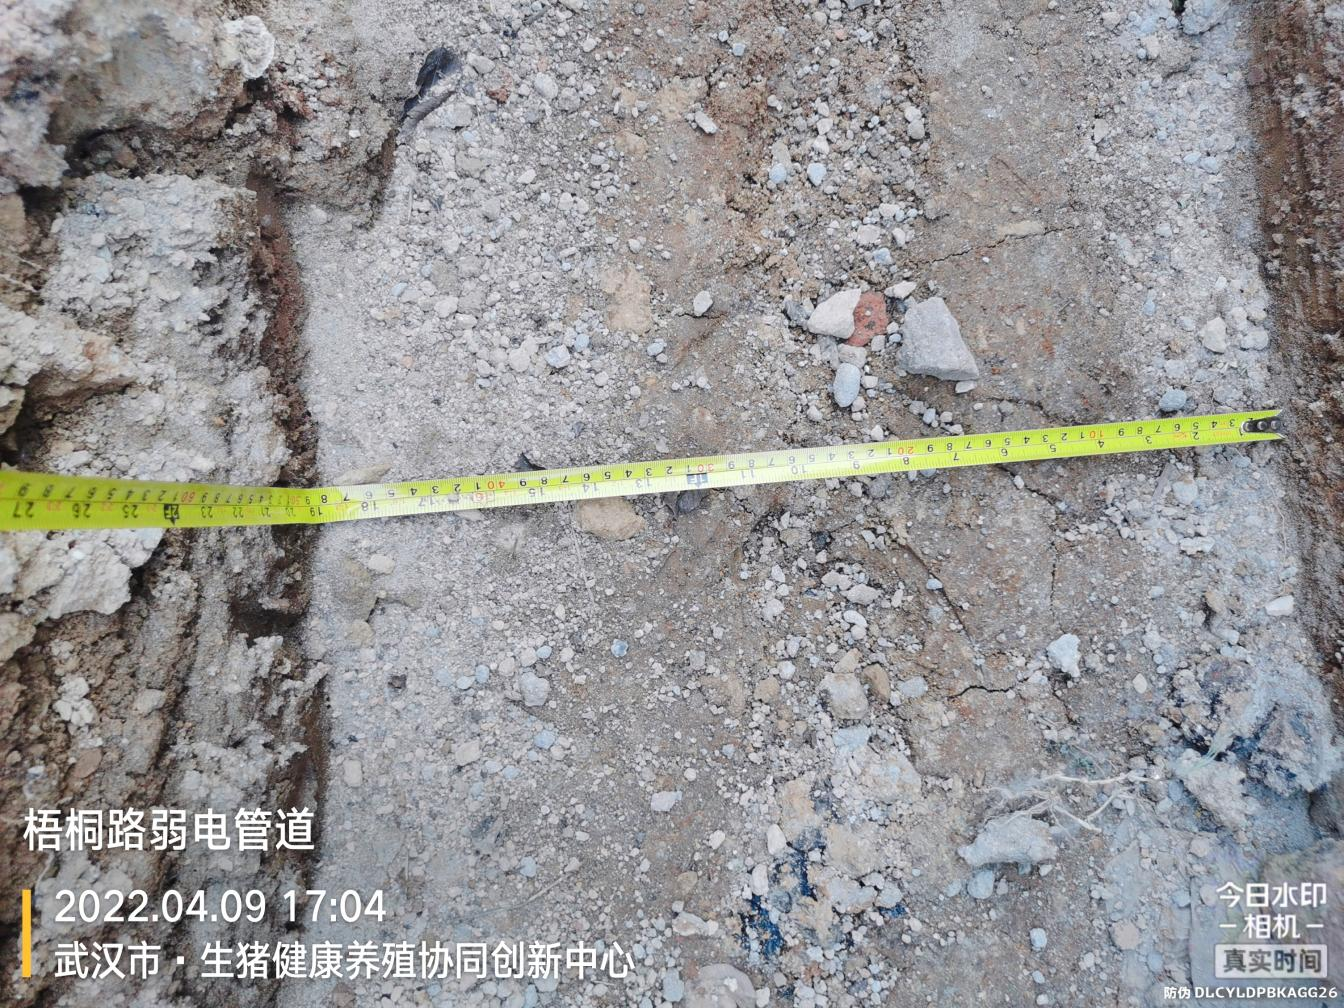 梧桐路弱电管道
2022.04.09 17:04
武汉市·生猪健康养殖协同创新中心
今日水印
-相机-
真实时间
防伪 DLCYLDPBKAGG26